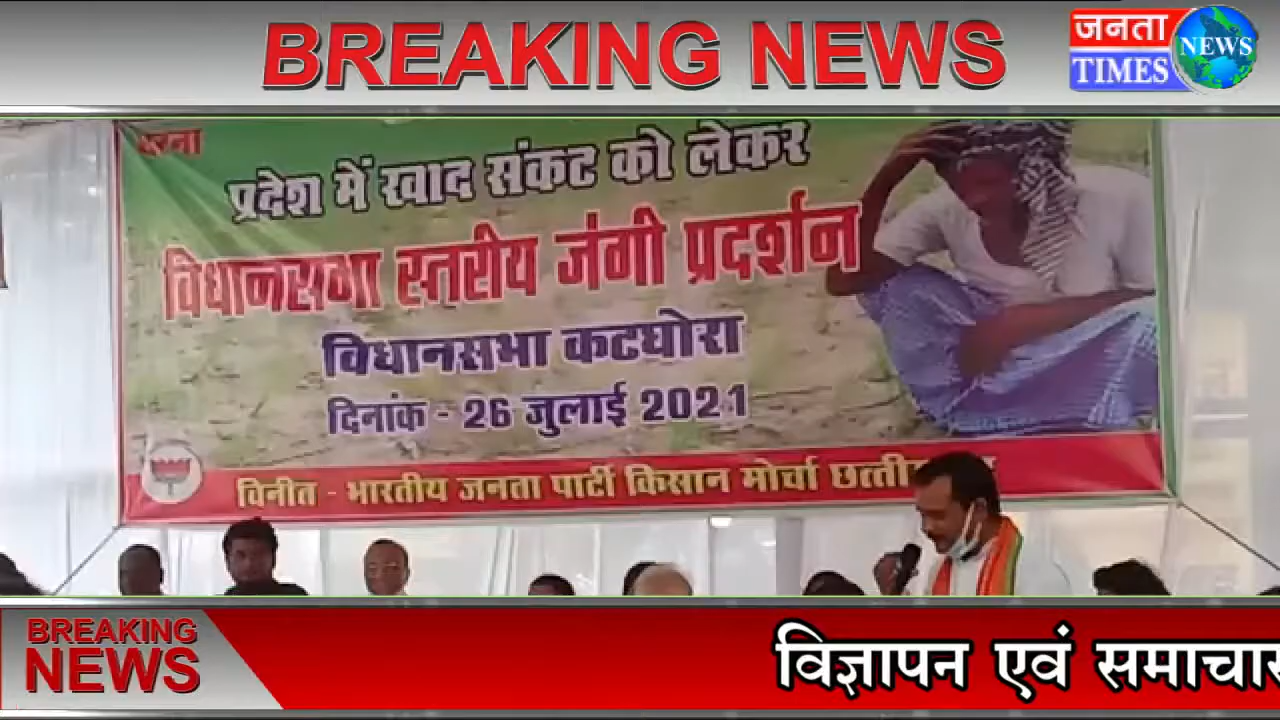 BREAKING NEWS
जनता
TIMES
NEWS
धरना
प्रदेश में खाद संकट को लेकर
विधानसभा स्तरीय जंगी प्रदर्शन
विधानसभा कटघोरा
दिनांक - 26 जुलाई 2021
विनीत - भारतीय जनता पार्टी किसान मोर्चा
BREAKING
NEWS
विज्ञापन एवं समाचार